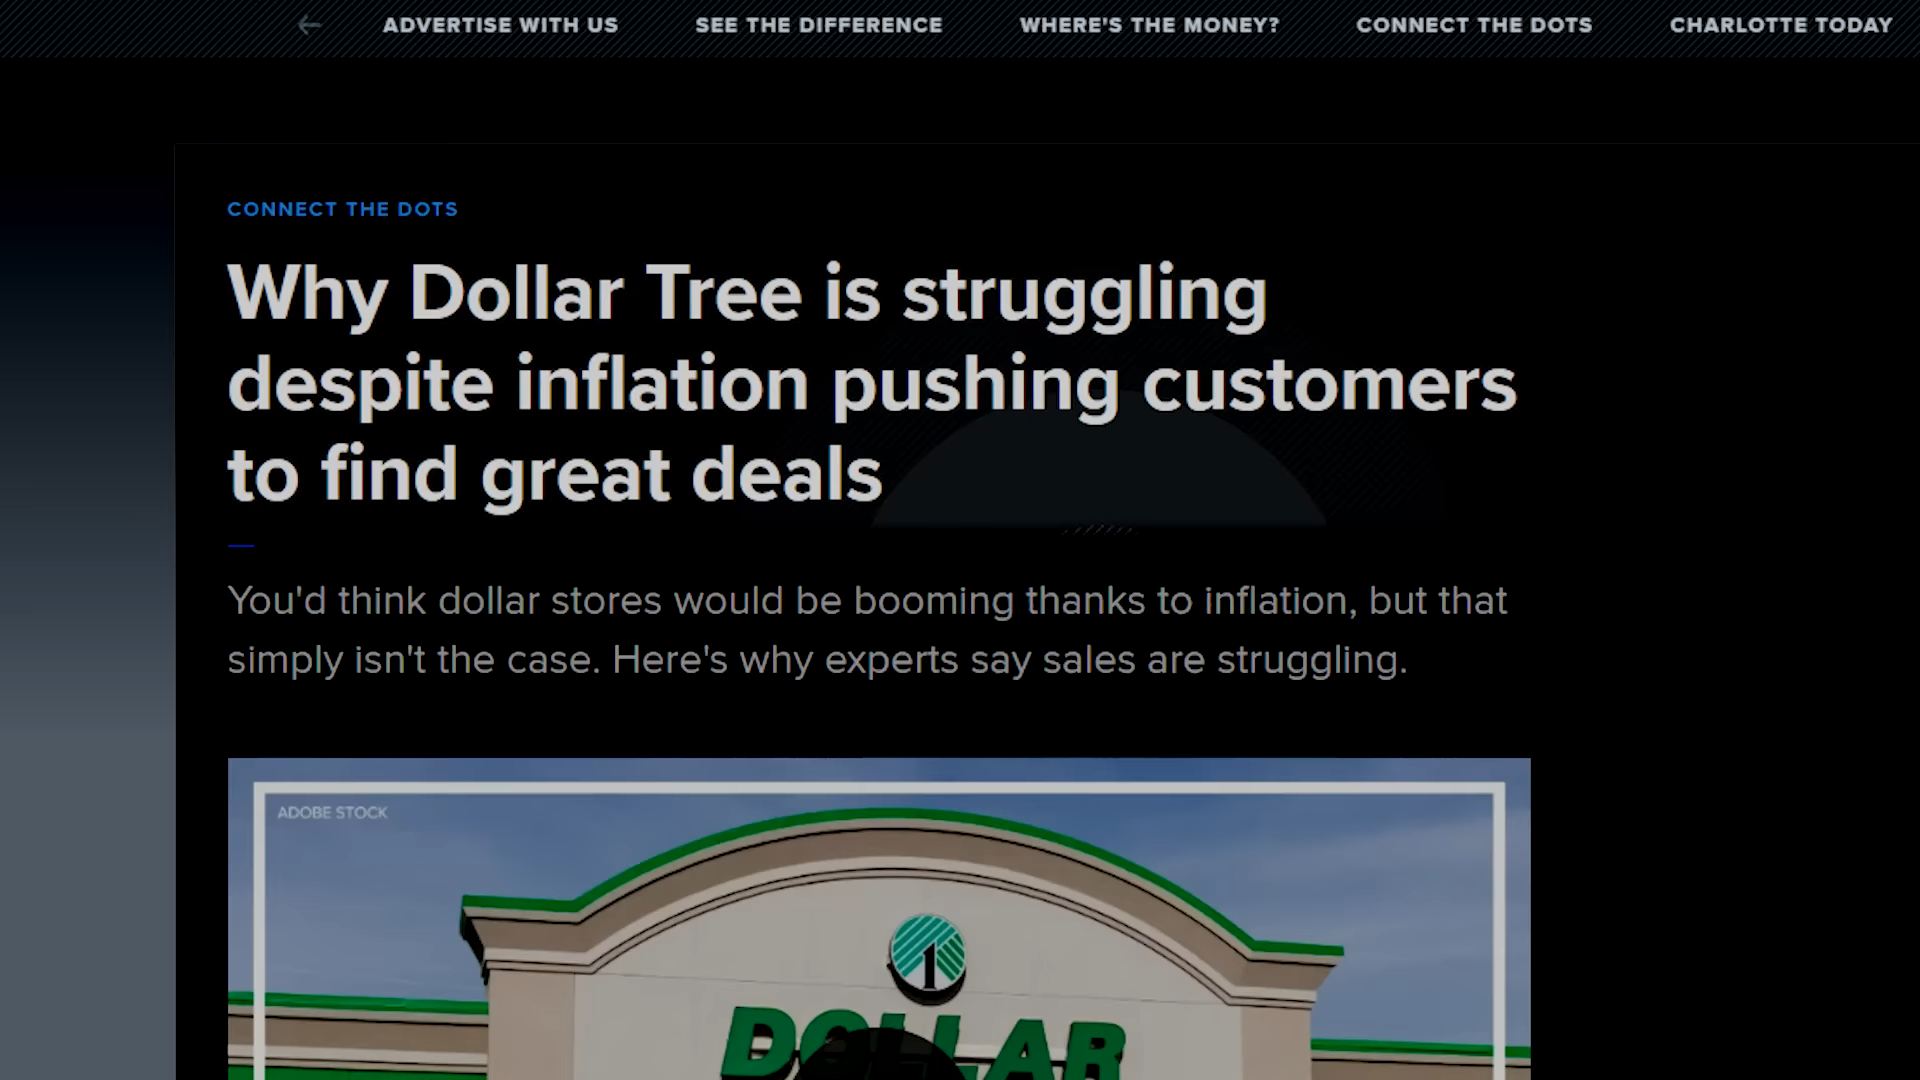 ADVERTISE WITH US SEE THE DIFFERENCE WHERE'S THE MONEY? CONNECT THE DOTS CHARLOTTE TODAY
CONNECT THE DOTS
Why Dollar Tree is struggling
despite inflation pushing customers
to find great deals
You'd think dollar stores would be booming thanks to inflation, but that
simply isn't the case. Here's why experts say sales are struggling.
ADOBE STOCK
1
DOLLAR